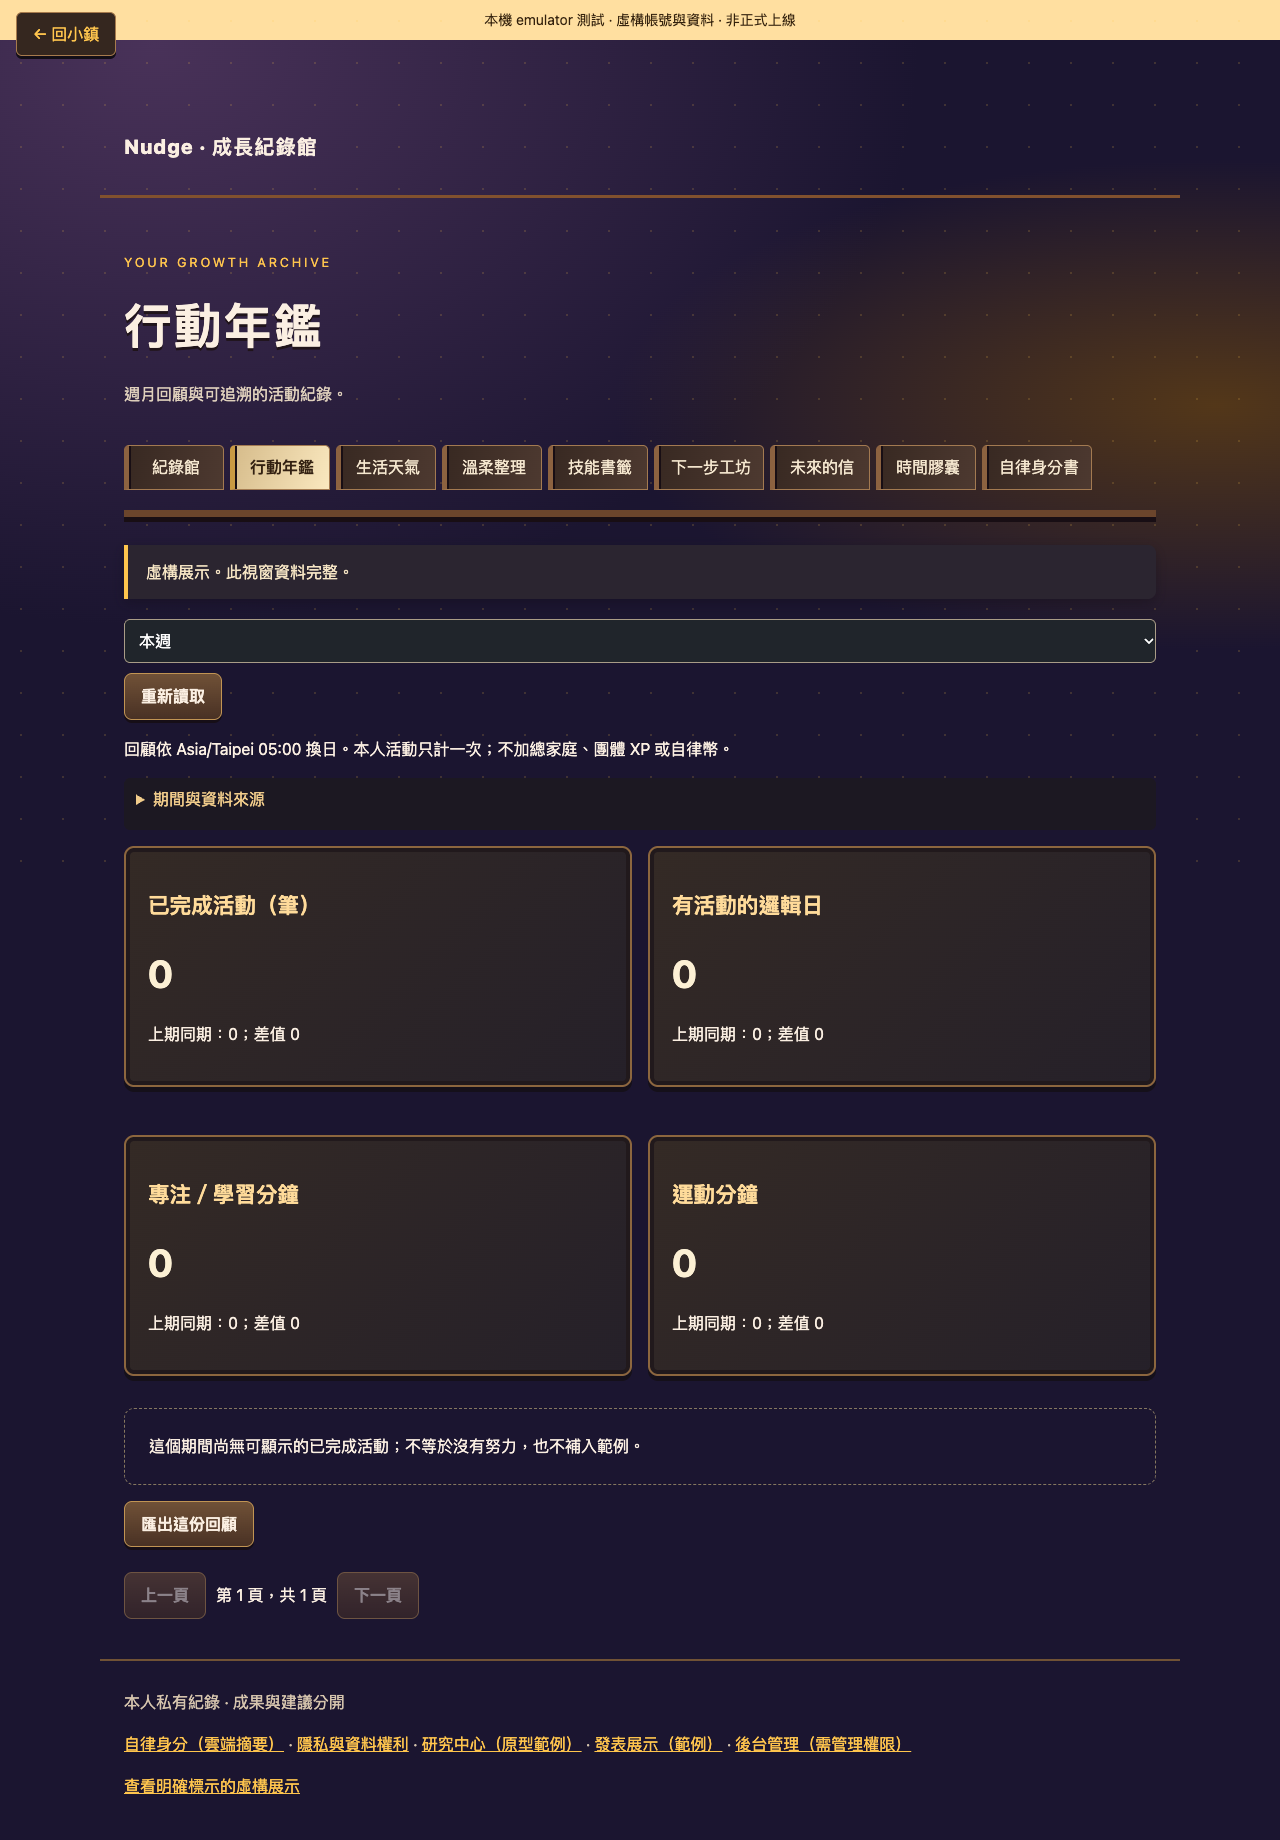 本機 emulator 測試 · 虛構帳號與資料 · 非正式上線
← 回小鎮
Nudge · 成長紀錄館
YOUR GROWTH ARCHIVE
行動年鑑
週月回顧與可追溯的活動紀錄。
紀錄館
行動年鑑
生活天氣
溫柔整理
技能書籤
下一步工坊
未來的信
時間膠囊
自律身分書
虛構展示。此視窗資料完整。
本週
重新讀取
回顧依 Asia/Taipei 05:00 換日。本人活動只計一次；不加總家庭、團體 XP 或自律幣。
▶ 期間與資料來源
已完成活動（筆）
0
上期同期：0；差值 0
有活動的邏輯日
0
上期同期：0；差值 0
專注 / 學習分鐘
0
上期同期：0；差值 0
運動分鐘
0
上期同期：0；差值 0
這個期間尚無可顯示的已完成活動；不等於沒有努力，也不補入範例。
匯出這份回顧
上一頁 第 1 頁，共 1 頁 下一頁
本人私有紀錄 · 成果與建議分開
自律身分（雲端摘要） · 隱私與資料權利 · 研究中心（原型範例） · 發表展示（範例） · 後台管理（需管理權限）
查看明確標示的虛構展示